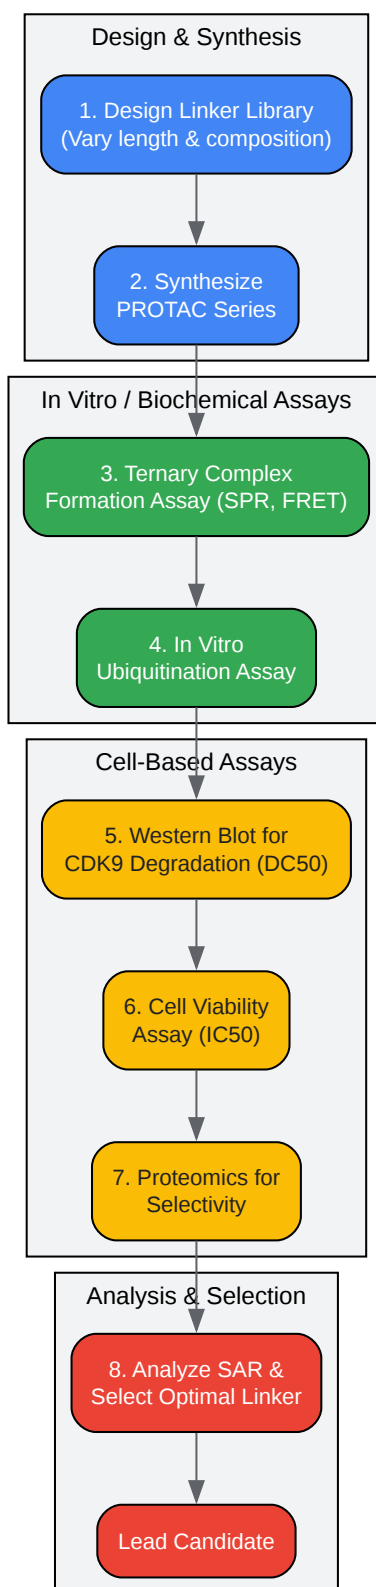 Design & Synthesis
1. Design Linker Library
(Vary length & composition)
2. Synthesize
PROTAC Series
In Vitro / Biochemical Assays
3. Ternary Complex
Formation Assay (SPR, FRET)
4. In Vitro
Ubiquitination Assay
Cell-Based Assays
5. Western Blot for
CDK9 Degradation (DC50)
6. Cell Viability
Assay (IC50)
7. Proteomics for
Selectivity
Analysis & Selection
8. Analyze SAR &
Select Optimal Linker
Lead Candidate